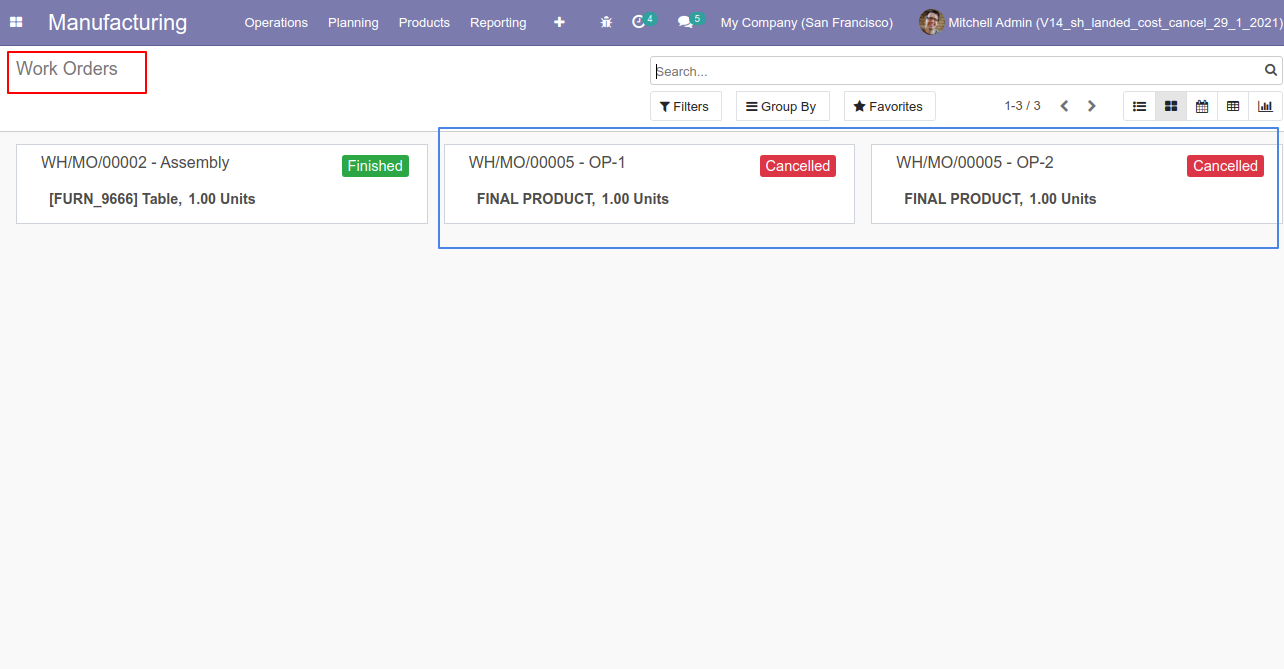 Manufacturing Operations Planning Products Reporting 4 5 My Company (San Francisco) Mitchell Admin (V14_sh_landed_cost_cancel_29_1_2021)
Work Orders
Search...
Filters Group By Favorites 1-3 / 3
WH/MO/00002 - Assembly Finished
[FURN_9666] Table, 1.00 Units
WH/MO/00005 - OP-1 Cancelled
FINAL PRODUCT, 1.00 Units
WH/MO/00005 - OP-2 Cancelled
FINAL PRODUCT, 1.00 Units